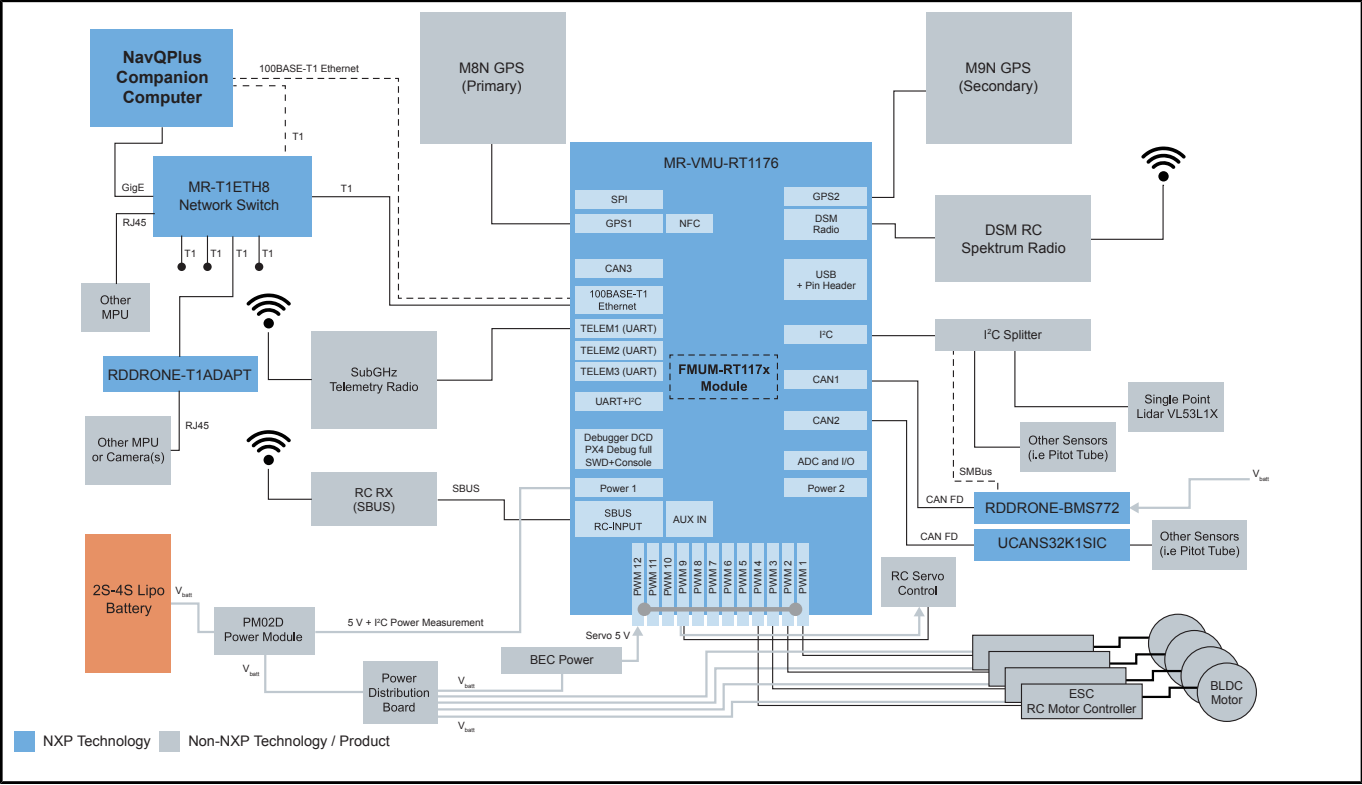 NavQPlus
Companion
Computer
100BASE-T1 Ethernet
T1
M8N GPS
(Primary)
M9N GPS
(Secondary)
GigE
MR-T1ETH8
Network Switch
T1
RJ45
T1
T1
T1
T1
Other
MPU
RDDRONE-T1ADAPT
RJ45
Other MPU
or Camera(s)
SubGHz
Telemetry Radio
RC RX
(SBUS)
SBUS
MR-VMU-RT1176
SPI
GPS1
NFC
CAN3
100BASE-T1
Ethernet
TELEM1 (UART)
TELEM2 (UART)
TELEM3 (UART)
UART+I²C
Debugger DCD
PX4 Debug full
SWD+Console
Power 1
SBUS
RC-INPUT
AUX IN
FMUM-RT117x
Module
GPS2
DSM
Radio
USB
+ Pin Header
I²C
CAN1
CAN2
ADC and I/O
Power 2
PWM 12
PWM 11
PWM 10
PWM 9
PWM 8
PWM 7
PWM 6
PWM 5
PWM 4
PWM 3
PWM 2
PWM 1
DSM RC
Spektrum Radio
I²C Splitter
Single Point
Lidar VL53L1X
Other Sensors
(i.e Pitot Tube)
SMBus
Vbatt
CAN FD
RDDRONE-BMS772
CAN FD
UCANS32K1SIC
Other Sensors
(i.e Pitot Tube)
RC Servo
Control
2S-4S Lipo
Battery
Vbatt
PM02D
Power Module
5 V + I²C Power Measurement
Servo 5 V
BEC Power
Vbatt
Power
Distribution
Board
Vbatt
Vbatt
ESC
RC Motor Controller
BLDC
Motor
NXP Technology
Non-NXP Technology / Product